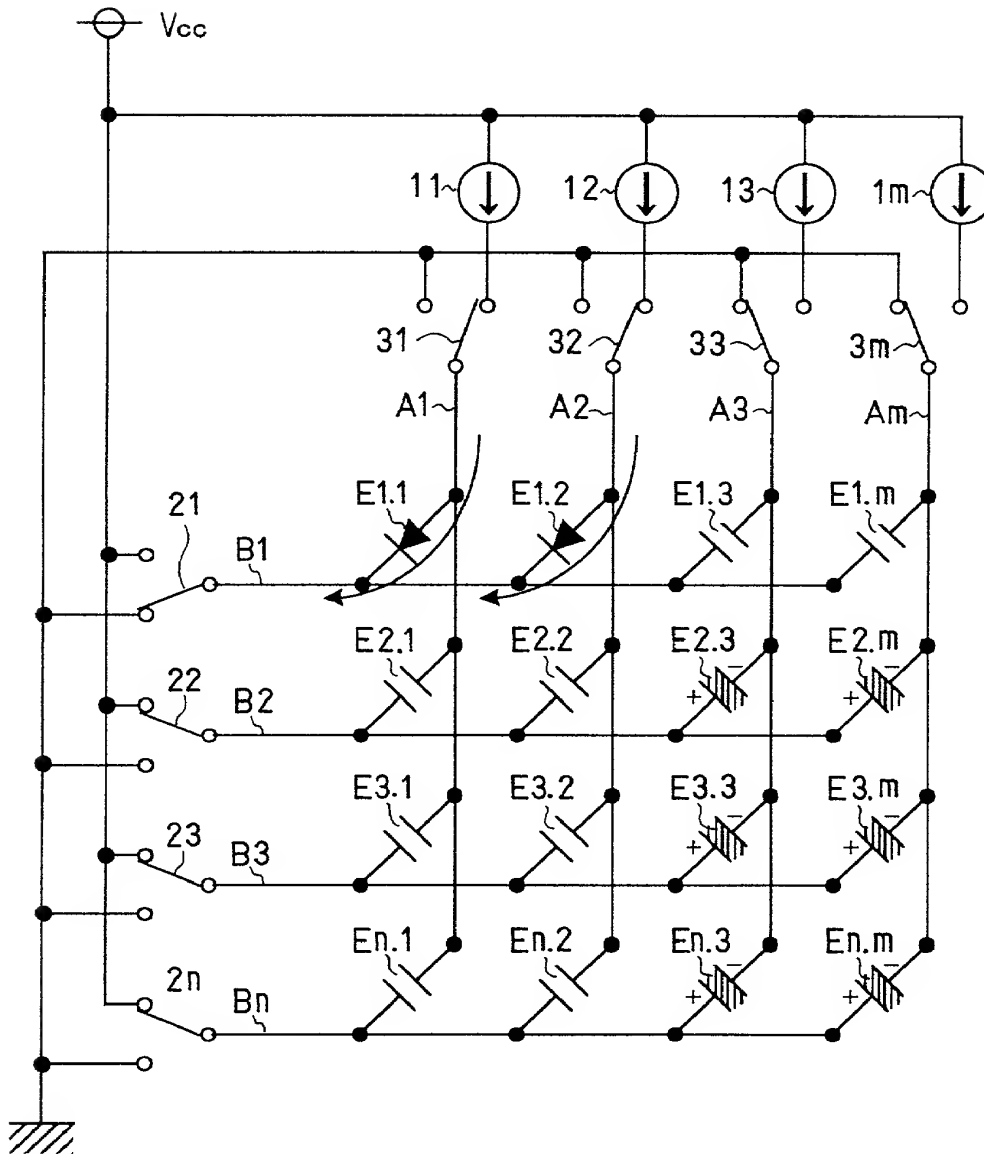 Vcc
11 12 13 1m
31 32 33 3m
A1 A2 A3 Am
E1.1 E1.2 E1.3 E1.m
21 B1
E2.1 E2.2 E2.3 E2.m
22 B2
+ − + −
E3.1 E3.2 E3.3 E3.m
23 B3
+ − + −
En.1 En.2 En.3 En.m
2n Bn
+ − + −